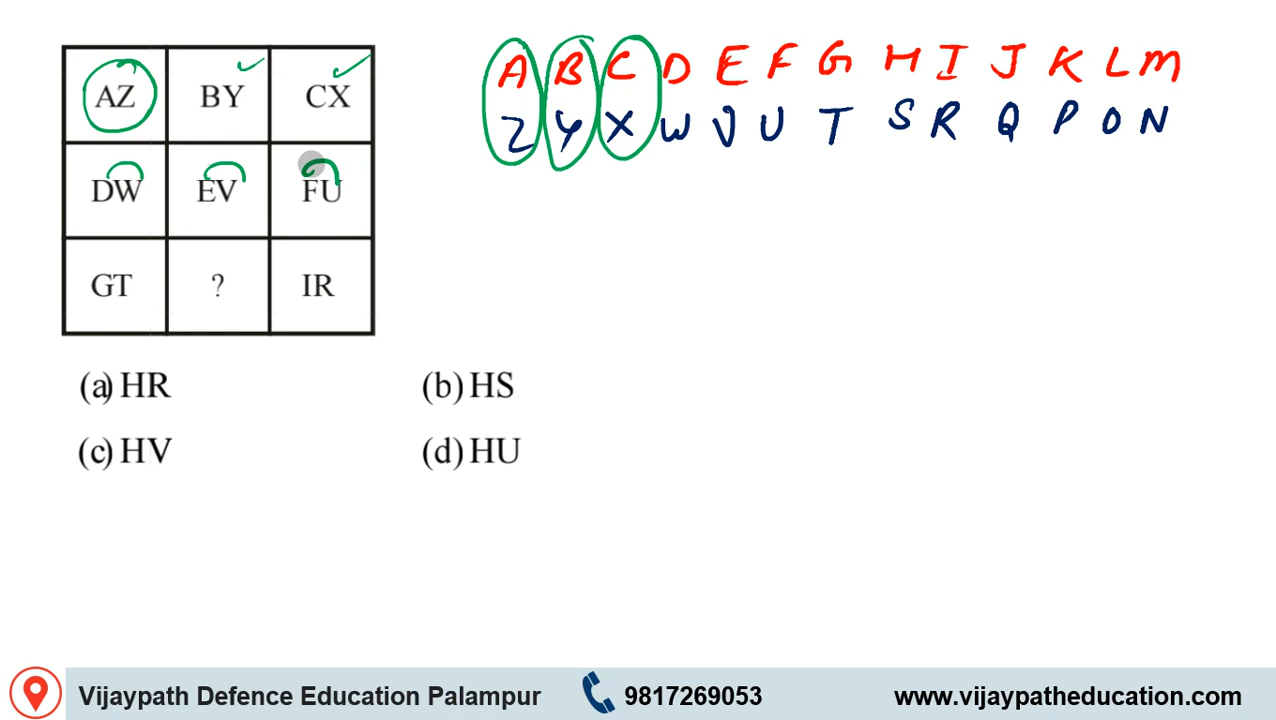 AZ BY CX
DW EV FU
GT ? IR
A B C D E F G H I J K L M
Z Y X W V U T S R Q P O N
(a) HR (b) HS
(c) HV (d) HU
Vijaypath Defence Education Palampur 9817269053 www.vijaypatheducation.com